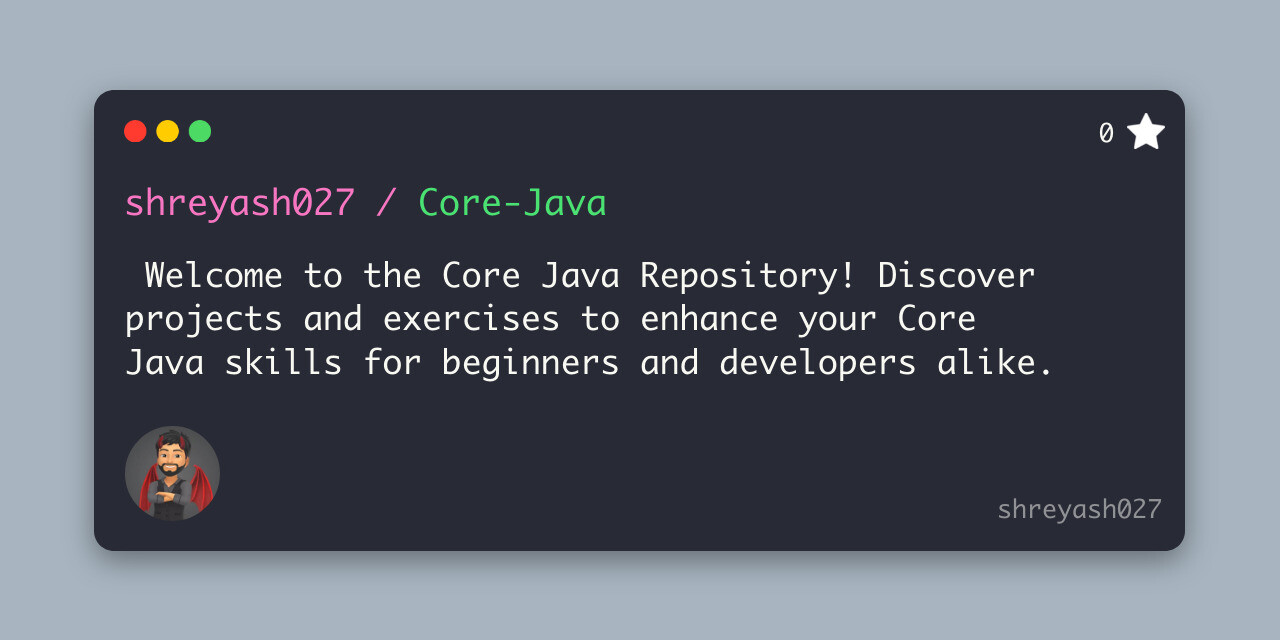 0
shreyash027 / Core-Java
Welcome to the Core Java Repository! Discover
projects and exercises to enhance your Core
Java skills for beginners and developers alike.
shreyash027